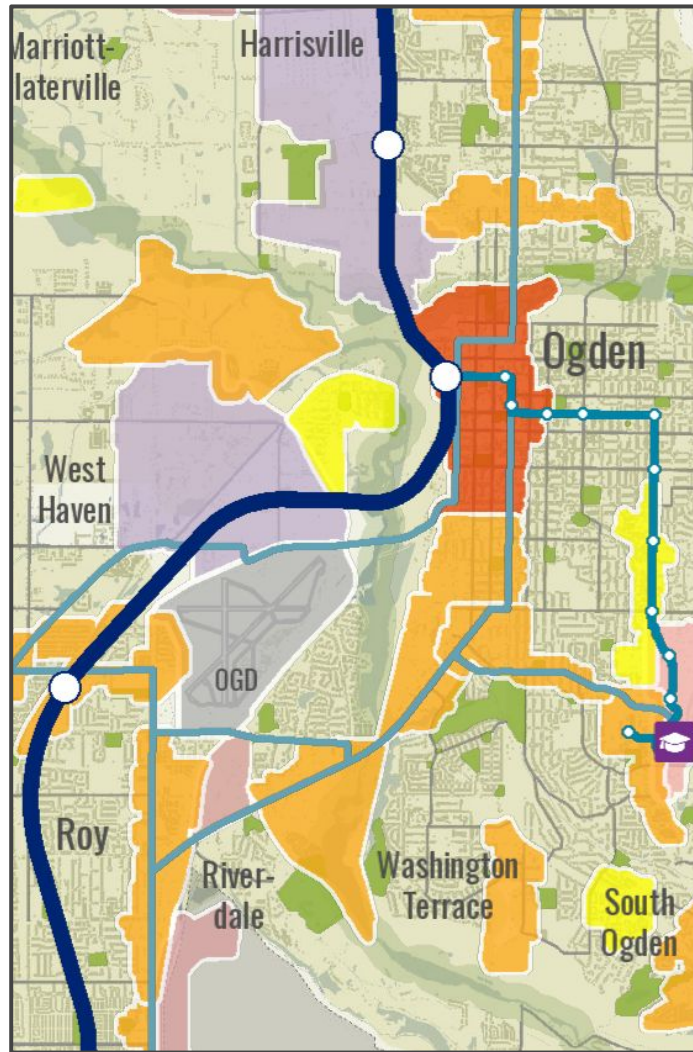 Marriott-
laterville
Harrisville
Ogden
West
Haven
OGD
Roy
River-
dale
Washington
Terrace
South
Ogden